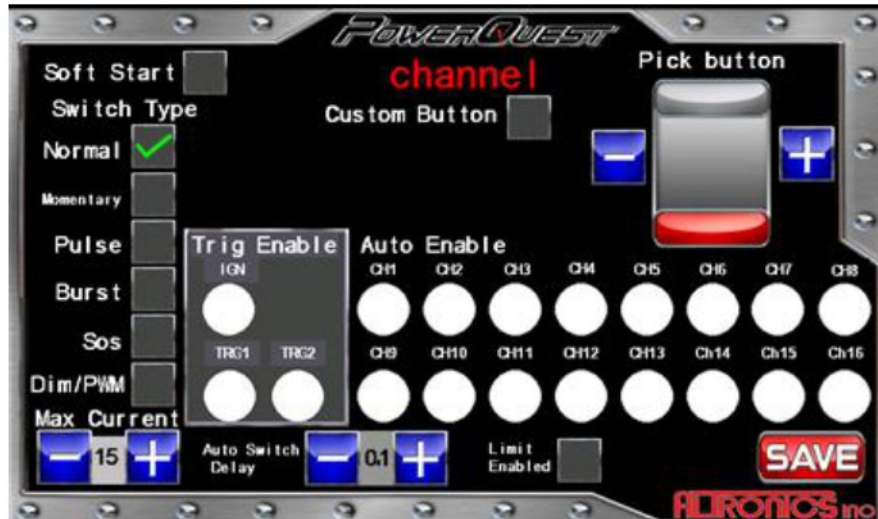 PowerQuest
Soft Start
channel
Pick button
Switch Type
Custom Button
Normal
Momentary
Pulse
Trig Enable
Auto Enable
IGN
CH1 CH2 CH3 CH4 CH5 CH6 CH7 CH8
Burst
Sos
TRG1 TRG2
CH9 CH10 CH11 CH12 CH13 Ch14 Ch15 Ch16
Dim/PWM
Max Current
- 15 +
Auto Switch Delay
- 0.1 +
Limit Enabled
SAVE
ALTRONICS INC